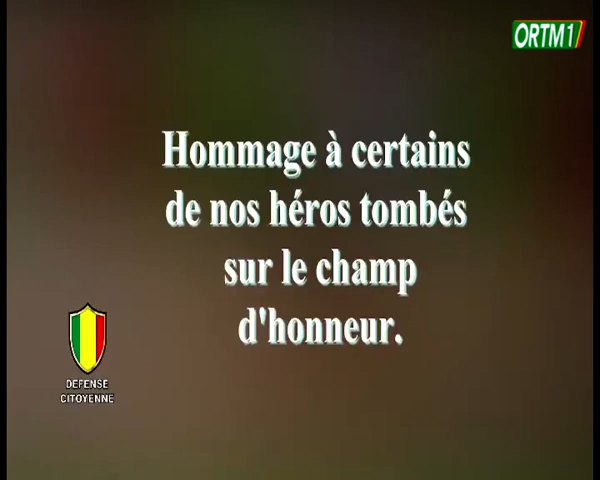 ORTM1
Hommage à certains
de nos héros tombés
sur le champ
d'honneur.
DEFENSE
CITOYENNE